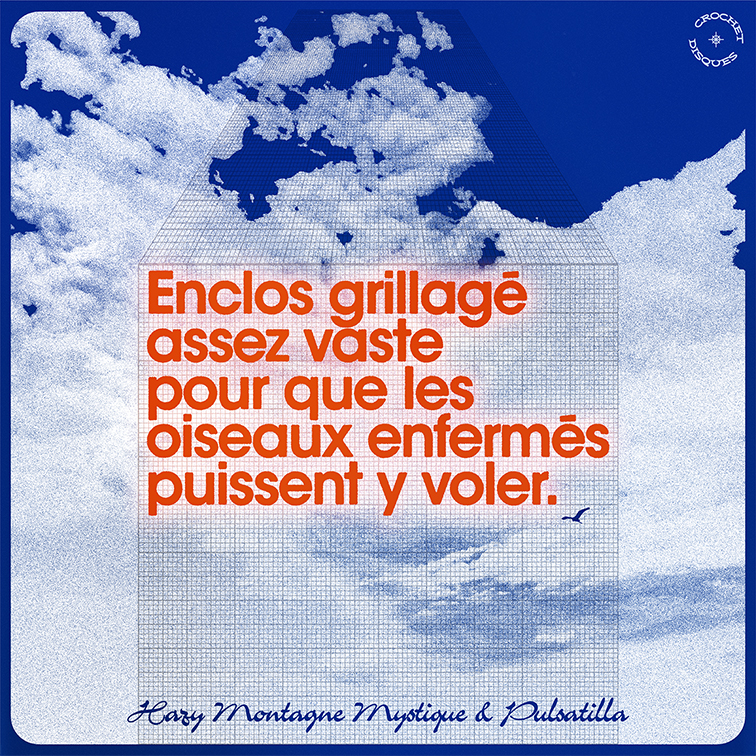 CROCHET
DISQUES
Enclos grillagé
assez vaste
pour que les
oiseaux enfermés
puissent y voler.
Hazy Montagne Mystique & Pulsatilla